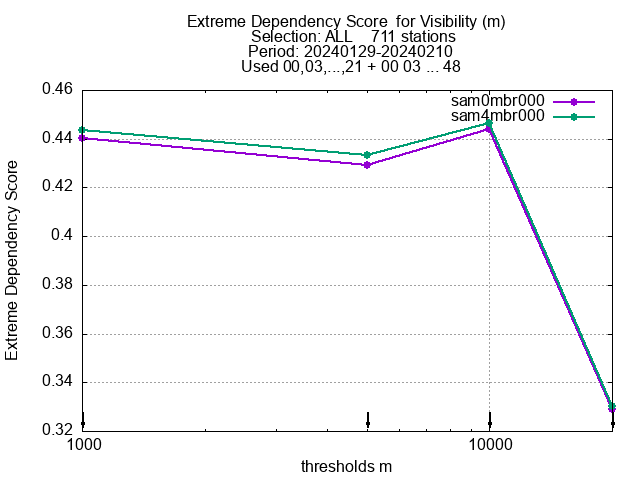 Extreme Dependency Score for Visibility (m)
Selection: ALL 711 stations
Period: 20240129-20240210
Used 00,03,...,21 + 00 03 ... 48
sam0mbr000
sam4mbr000
0.46
0.44
0.42
0.4
0.38
0.36
0.34
0.32
Extreme Dependency Score
1000
10000
thresholds m